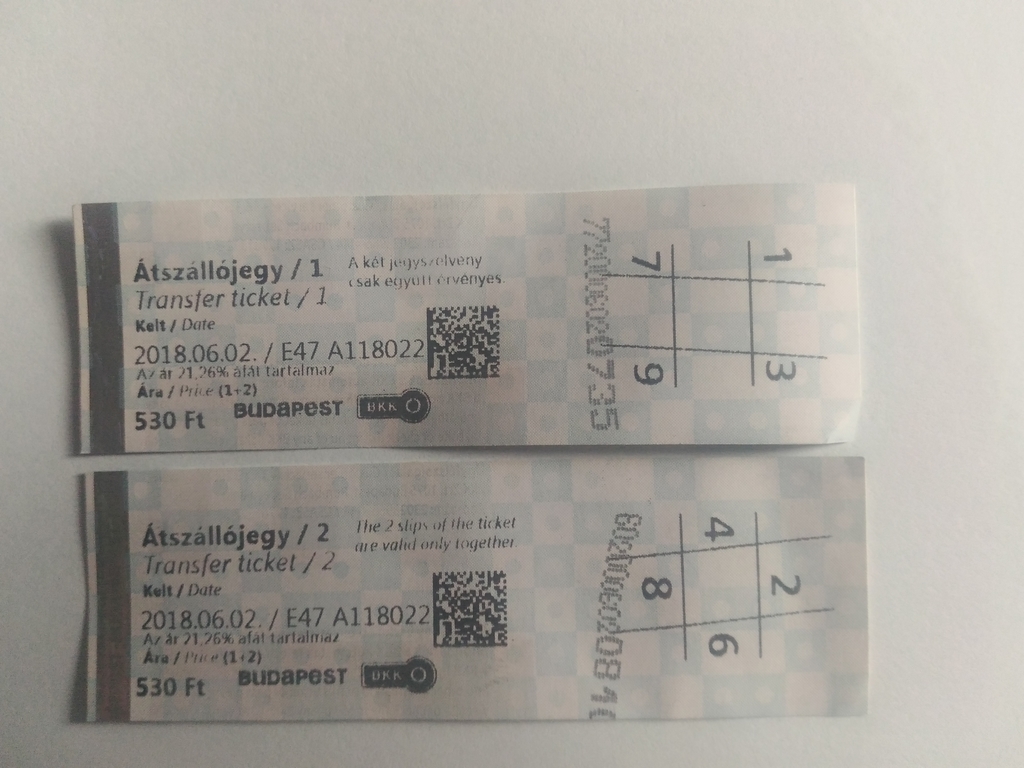 Átszállójegy / 1
Transfer ticket / 1
A két jegyszelvény
csak együtt érvényes.
Kelt / Date
2018.06.02. / E47 A118022
Az ár 21,26% áfát tartalmaz
Ára / Price (1+2)
530 Ft
BUDAPEST
BKK
1
3
7
9
Átszállójegy / 2
Transfer ticket / 2
The 2 slips of the ticket
are valid only together.
Kelt / Date
2018.06.02. / E47 A118022
Az ár 21,26% áfát tartalmaz
Ára / Price (1+2)
530 Ft
BUDAPEST
BKK
2
4
6
8